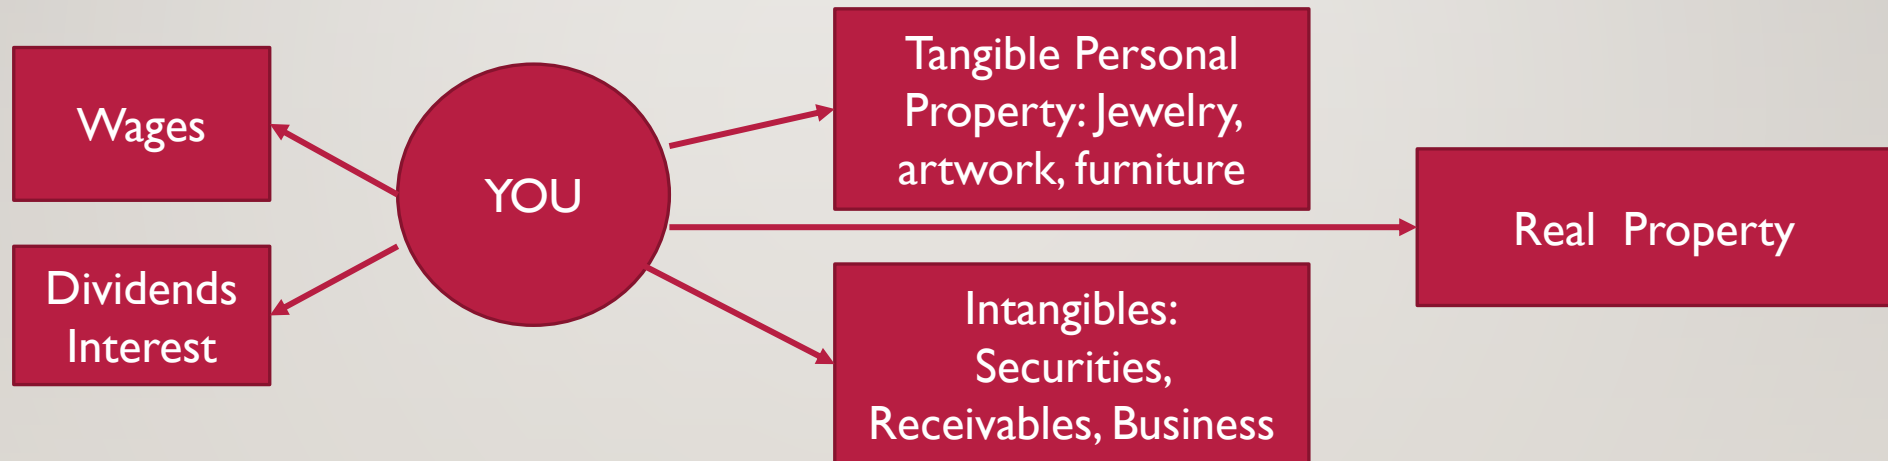 Wages
Dividends
Interest
YOU
Tangible Personal
Property: Jewelry,
artwork, furniture
Intangibles:
Securities,
Receivables, Business
Real Property